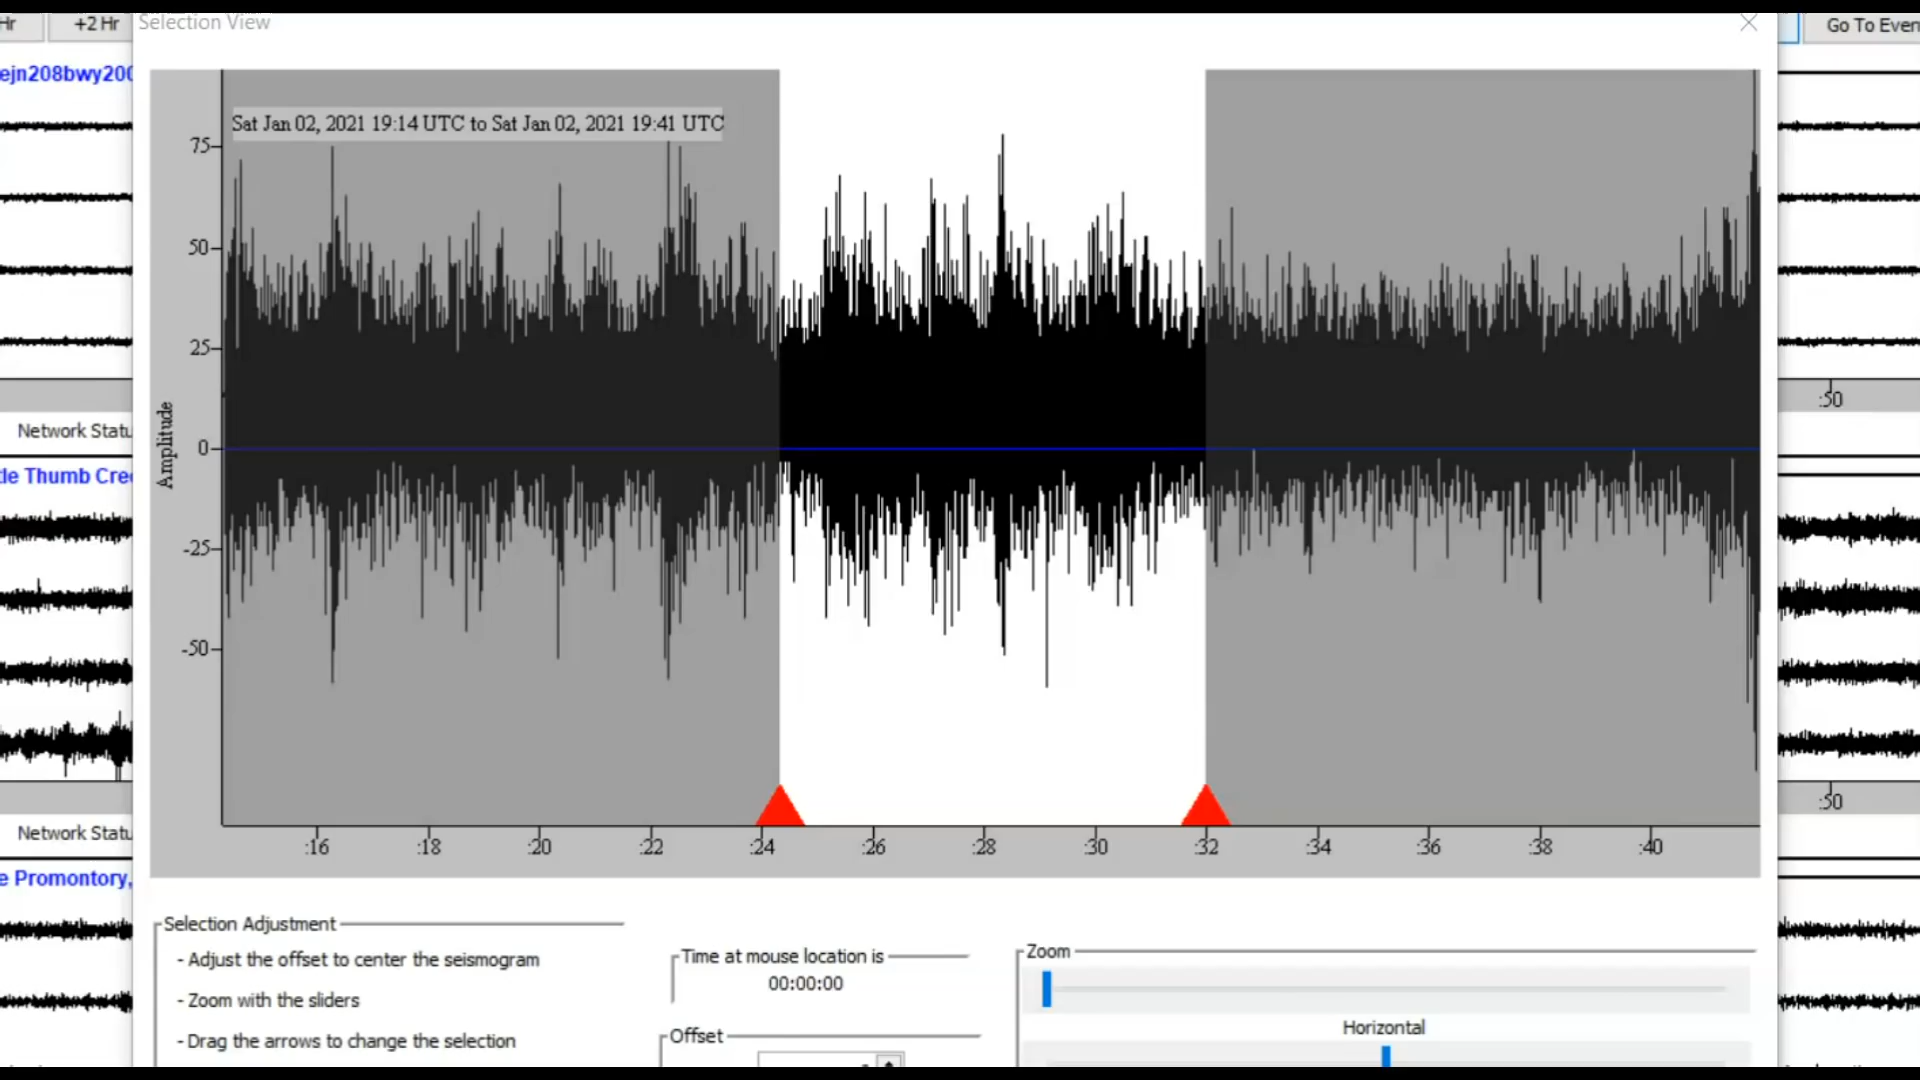 Hr
+2 Hr
Selection View
Go To Even
ejn208bwy200
Sat Jan 02, 2021 19:14 UTC to Sat Jan 02, 2021 19:41 UTC
75
50
25
0
-25
-50
Amplitude
:16 :18 :20 :22 :24 :26 :28 :30 :32 :34 :36 :38 :40
:50
Network Statu
tle Thumb Cree
:50
Network Statu
e Promontory,
Selection Adjustment
- Adjust the offset to center the seismogram
- Zoom with the sliders
- Drag the arrows to change the selection
Time at mouse location is
00:00:00
Offset
Zoom
Horizontal